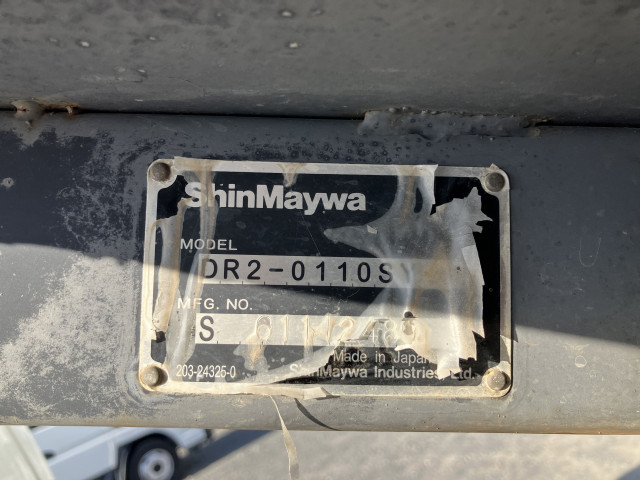 ShinMaywa
MODEL
DR2-0110S
MFG. NO.
S
203-24325-0
Made in Japan
ShinMaywa Industries, Ltd.